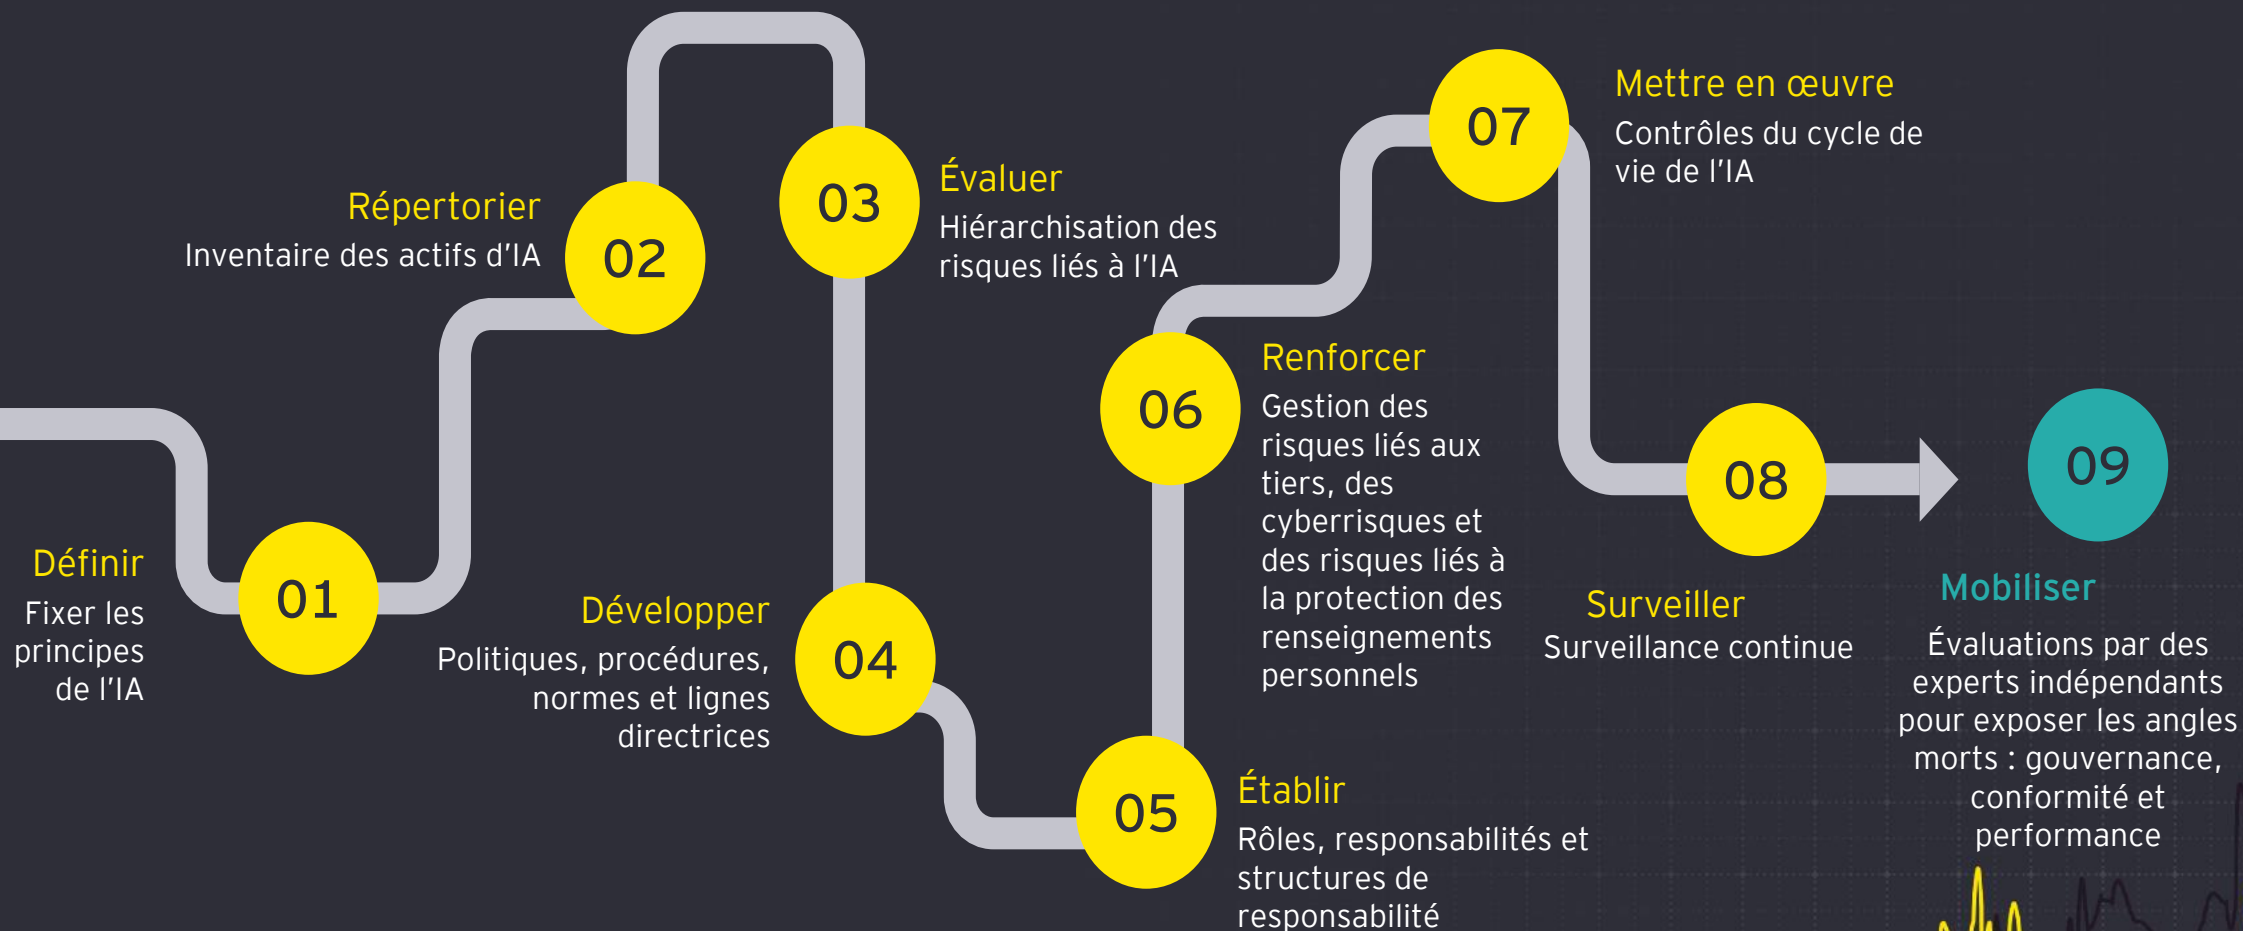 01
Définir
Fixer les
principes
de l'IA
02
Répertorier
Inventaire des actifs d'IA
03
Évaluer
Hiérarchisation des
risques liés à l'IA
04
Développer
Politiques, procédures,
normes et lignes
directrices
05
Établir
Rôles, responsabilités et
structures de
responsabilité
06
Renforcer
Gestion des
risques liés aux
tiers, des
cyberrisques et
des risques liés à
la protection des
renseignements
personnels
07
Mettre en œuvre
Contrôles du cycle de
vie de l'IA
08
Surveiller
Surveillance continue
09
Mobiliser
Évaluations par des
experts indépendants
pour exposer les angles
morts : gouvernance,
conformité et
performance